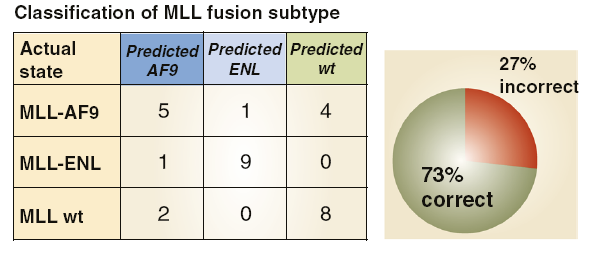 Classification of MLL fusion subtype
Actual state Predicted AF9 Predicted ENL Predicted wt
MLL-AF9 5 1 4
MLL-ENL 1 9 0
MLL wt 2 0 8
27%
incorrect
73%
correct